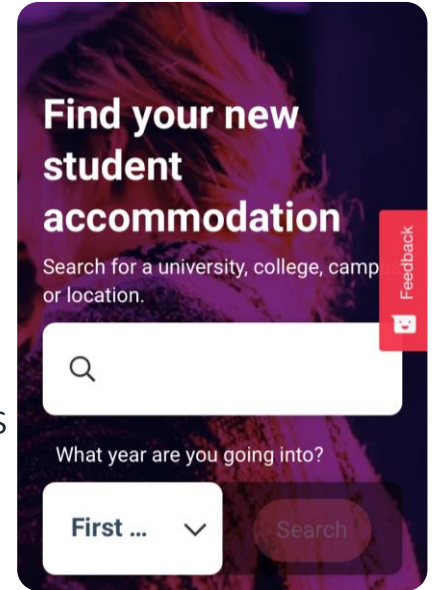 Find your new
student
accommodation
Search for a university, college, camp
or location.
Feedback
What year are you going into?
First ...
Search
s